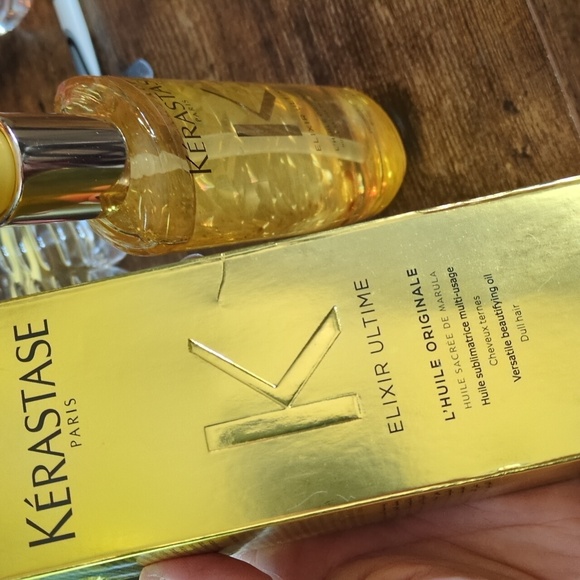 KÉRASTASE
PARIS
ELIXIR ULTIME
L'HUILE ORIGINALE
HUILE SACRÉE DE MARULA
Huile sublimatrice multi-usage
Cheveux ternes
Versatile beautifying oil
Dull hair
KÉRASTASE
PARIS